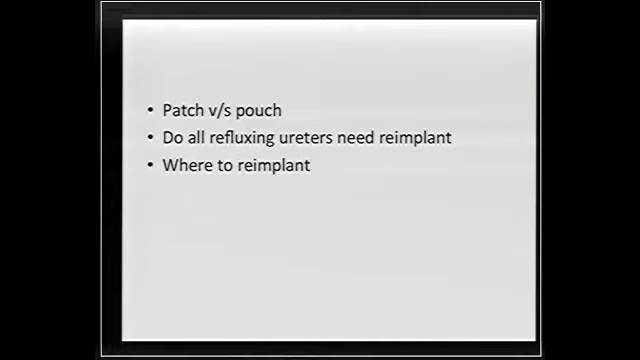 • Patch v/s pouch
• Do all refluxing ureters need reimplant
• Where to reimplant